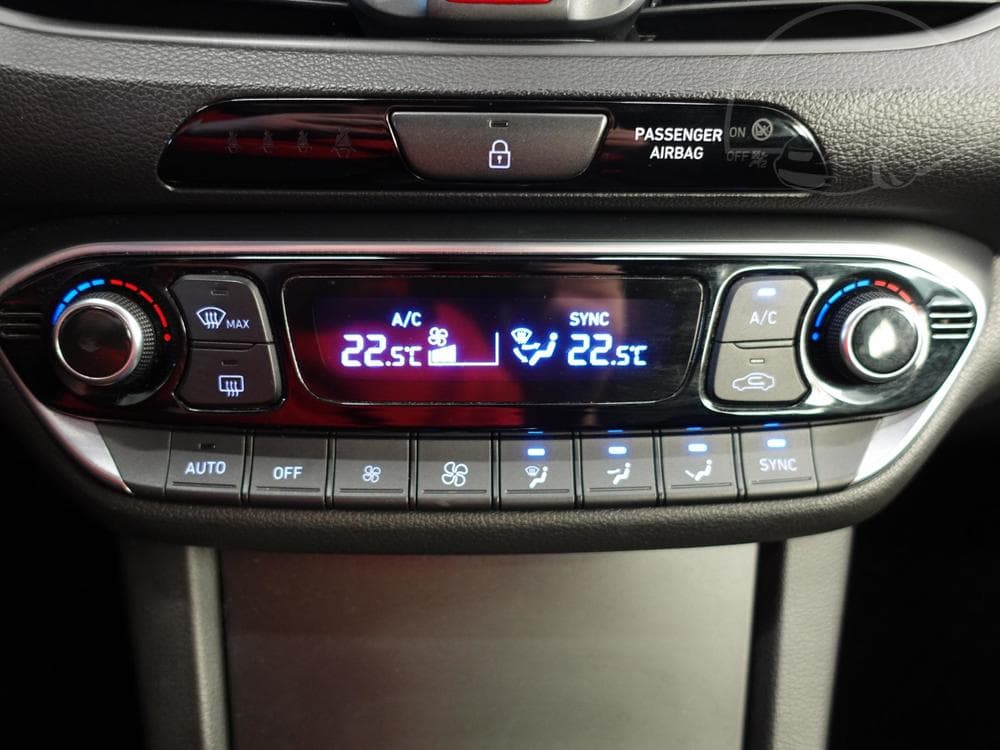 PASSENGER ON
AIRBAG OFF
MAX
A/C
22.5°C
SYNC
22.5°C
A/C
AUTO
OFF
SYNC